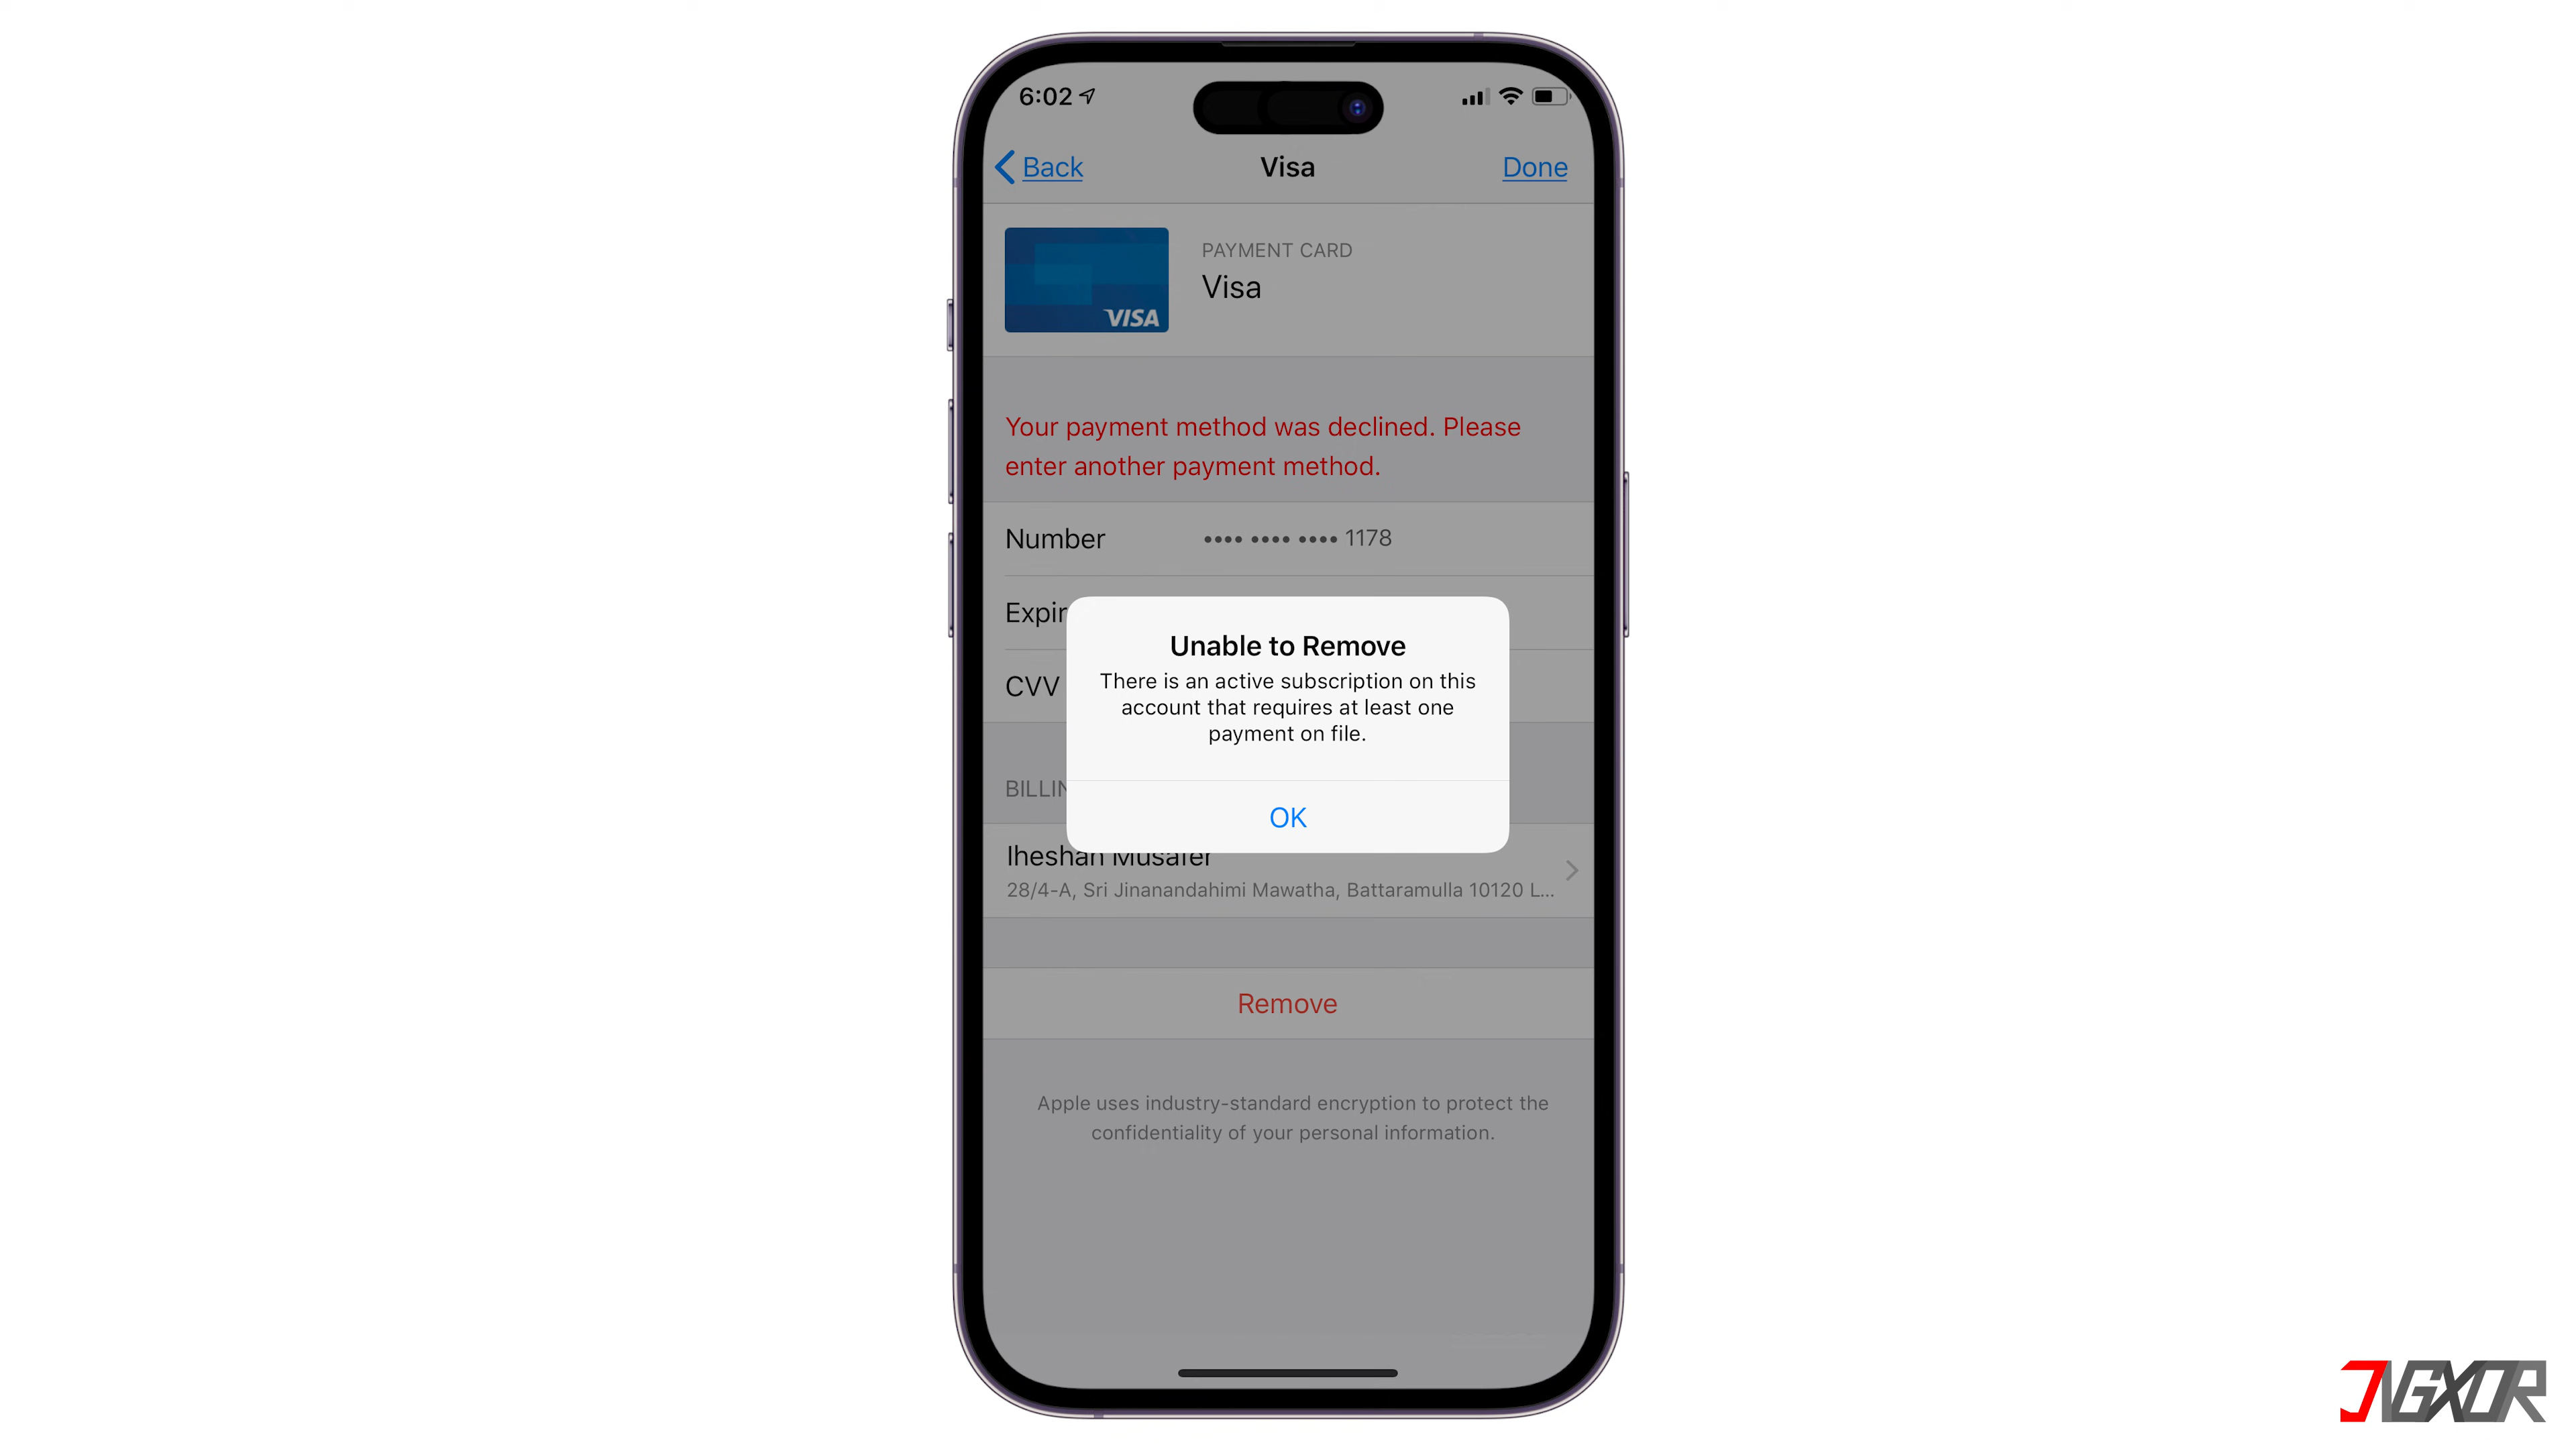 6:02
Back
Visa
Done
PAYMENT CARD
Visa
VISA
Your payment method was declined. Please
enter another payment method.
Number
•••• •••• •••• 1178
Unable to Remove
There is an active subscription on this
account that requires at least one
payment on file.
OK
CVV
Iheshan Musafer
28/4-A, Sri Jinanandahimi Mawatha, Battaramulla 10120 L...
Remove
Apple uses industry-standard encryption to protect the
confidentiality of your personal information.
JNGXOR